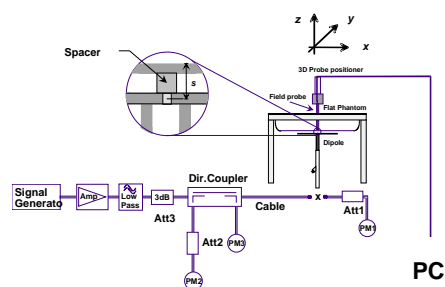 z
y
x
Spacer
s
3D Probe positioner
Field probe
Flat Phantom
Dipole
Signal
Generato
Amp
Low
Pass
3dB
Att3
Dir.Coupler
Cable
x
Att1
Att2
PM3
PM1
PM2
PC